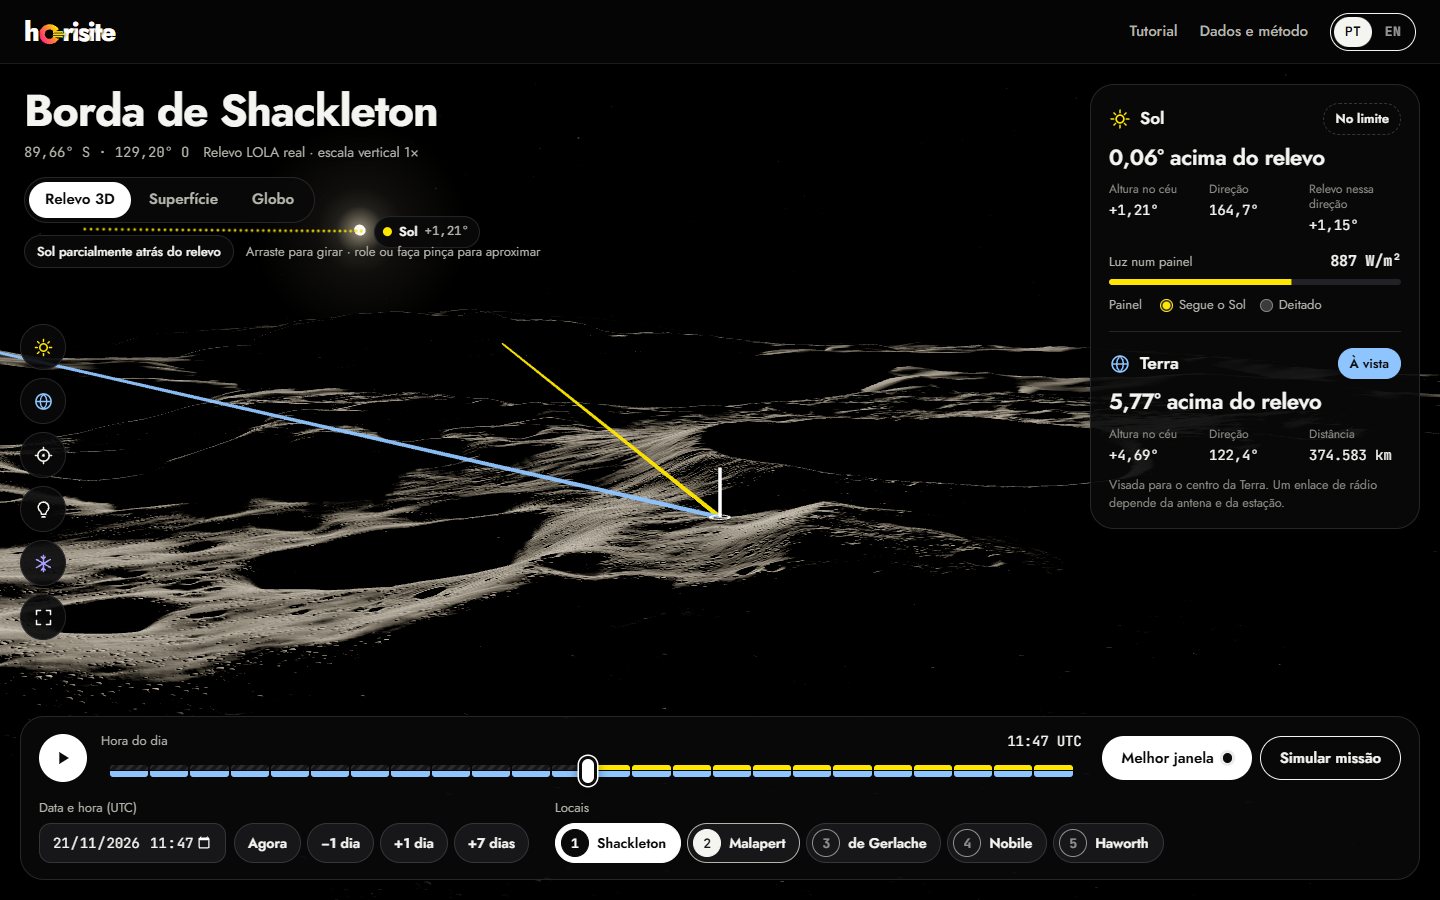 horisite
Tutorial
Dados e método
PT
EN
Borda de Shackleton
89,66° S · 129,20° O Relevo LOLA real · escala vertical 1×
Relevo 3D
Superfície
Globo
Sol +1,21°
Sol parcialmente atrás do relevo
Arraste para girar · role ou faça pinça para aproximar
Sol
No limite
0,06° acima do relevo
Altura no céu
+1,21°
Direção
164,7°
Relevo nessa
direção
+1,15°
Luz num painel
887 W/m²
Painel
Segue o Sol
Deitado
Terra
À vista
5,77° acima do relevo
Altura no céu
+4,69°
Direção
122,4°
Distância
374.583 km
Visada para o centro da Terra. Um enlace de rádio
depende da antena e da estação.
Hora do dia
11:47 UTC
Melhor janela
Simular missão
Data e hora (UTC)
21/11/2026 11:47
Agora
−1 dia
+1 dia
+7 dias
Locais
1 Shackleton
2 Malapert
3 de Gerlache
4 Nobile
5 Haworth